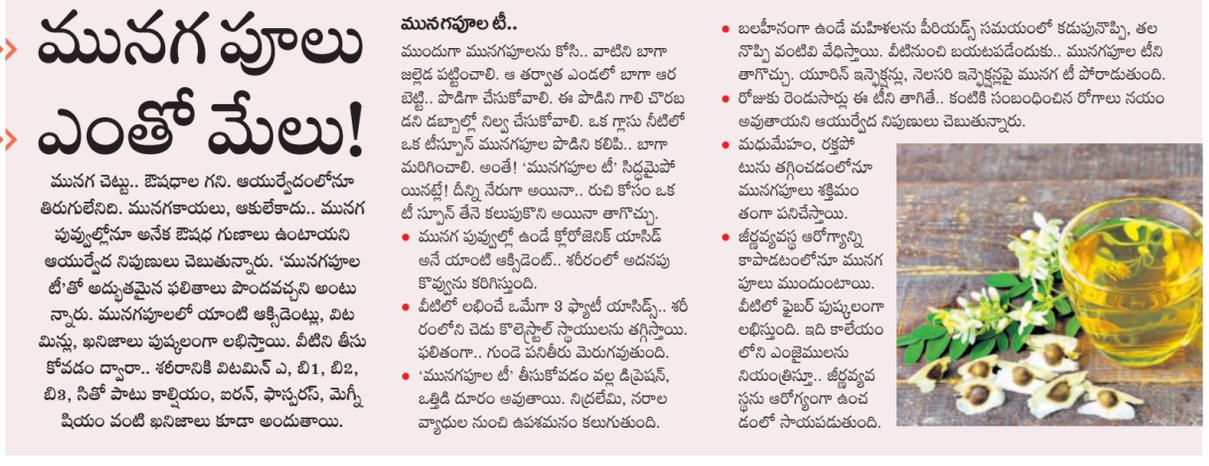 మునగ పూలు
ఎంతో మేలు!
మునగ చెట్టు.. ఔషధాల గని. ఆయుర్వేదంలోనూ
తిరుగులేనిది. మునగకాయలు, ఆకులేకాదు.. మునగ
పువ్వుల్లోనూ అనేక ఔషధ గుణాలు ఉంటాయని
ఆయుర్వేద నిపుణులు చెబుతున్నారు. ‘మునగపూల
టీ’తో అద్భుతమైన ఫలితాలు పొందవచ్చని అంటు
న్నారు. మునగపూలలో యాంటి ఆక్సిడెంట్లు, విట
మిన్లు, ఖనిజాలు పుష్కలంగా లభిస్తాయి. వీటిని తీసు
కోవడం ద్వారా.. శరీరానికి విటమిన్ ఎ, బి1, బి2,
బి3, సితో పాటు కాల్షియం, ఐరన్, ఫాస్పరస్, మెగ్నీ
షియం వంటి ఖనిజాలు కూడా అందుతాయి.
మునగపూల టీ..
ముందుగా మునగపూలను కోసి.. వాటిని బాగా
జల్లెడ పట్టించాలి. ఆ తర్వాత ఎండలో బాగా ఆర
బెట్టి.. పొడిగా చేసుకోవాలి. ఈ పొడిని గాలి చొరబ
డని డబ్బాల్లో నిల్వ చేసుకోవాలి. ఒక గ్లాసు నీటిలో
ఒక టీస్పూన్ మునగపూల పొడిని కలిపి.. బాగా
మరిగించాలి. అంతే! ‘మునగపూల టీ’ సిద్ధమైపో
యినట్లే! దీన్ని నేరుగా అయినా.. రుచి కోసం ఒక
టీ స్పూన్ తేనె కలుపుకొని అయినా తాగొచ్చు.
• మునగ పువ్వుల్లో ఉండే క్లోరోజెనిక్ యాసిడ్
అనే యాంటి ఆక్సిడెంట్.. శరీరంలో అదనపు
కొవ్వును కరిగిస్తుంది.
• వీటిలో లభించే ఒమేగా 3 ఫ్యాటీ యాసిడ్స్.. శరీ
రంలోని చెడు కొలెస్ట్రాల్ స్థాయులను తగ్గిస్తాయి.
ఫలితంగా.. గుండె పనితీరు మెరుగవుతుంది.
• ‘మునగపూల టీ’ తీసుకోవడం వల్ల డిప్రెషన్,
ఒత్తిడి దూరం అవుతాయి. నిద్రలేమి, నరాల
వ్యాధుల నుంచి ఉపశమనం కలుగుతుంది.
• బలహీనంగా ఉండే మహిళలను పీరియడ్స్ సమయంలో కడుపునొప్పి, తల
నొప్పి వంటివి వేధిస్తాయి. వీటినుంచి బయటపడేందుకు.. మునగపూల టీని
తాగొచ్చు. యూరిన్ ఇన్ఫెక్షన్లు, నెలసరి ఇన్ఫెక్షన్లపై మునగ టీ పోరాడుతుంది.
• రోజుకు రెండుసార్లు ఈ టీని తాగితే.. కంటికి సంబంధించిన రోగాలు నయం
అవుతాయని ఆయుర్వేద నిపుణులు చెబుతున్నారు.
• మధుమేహం, రక్తపో
టును తగ్గించడంలోనూ
మునగపూలు శక్తిమం
తంగా పనిచేస్తాయి.
• జీర్ణవ్యవస్థ ఆరోగ్యాన్ని
కాపాడటంలోనూ మునగ
పూలు ముందుంటాయి.
వీటిలో ఫైబర్ పుష్కలంగా
లభిస్తుంది. ఇది కాలేయం
లోని ఎంజైములను
నియంత్రిస్తూ.. జీర్ణవ్యవ
స్థను ఆరోగ్యంగా ఉంచ
డంలో సాయపడుతుంది.